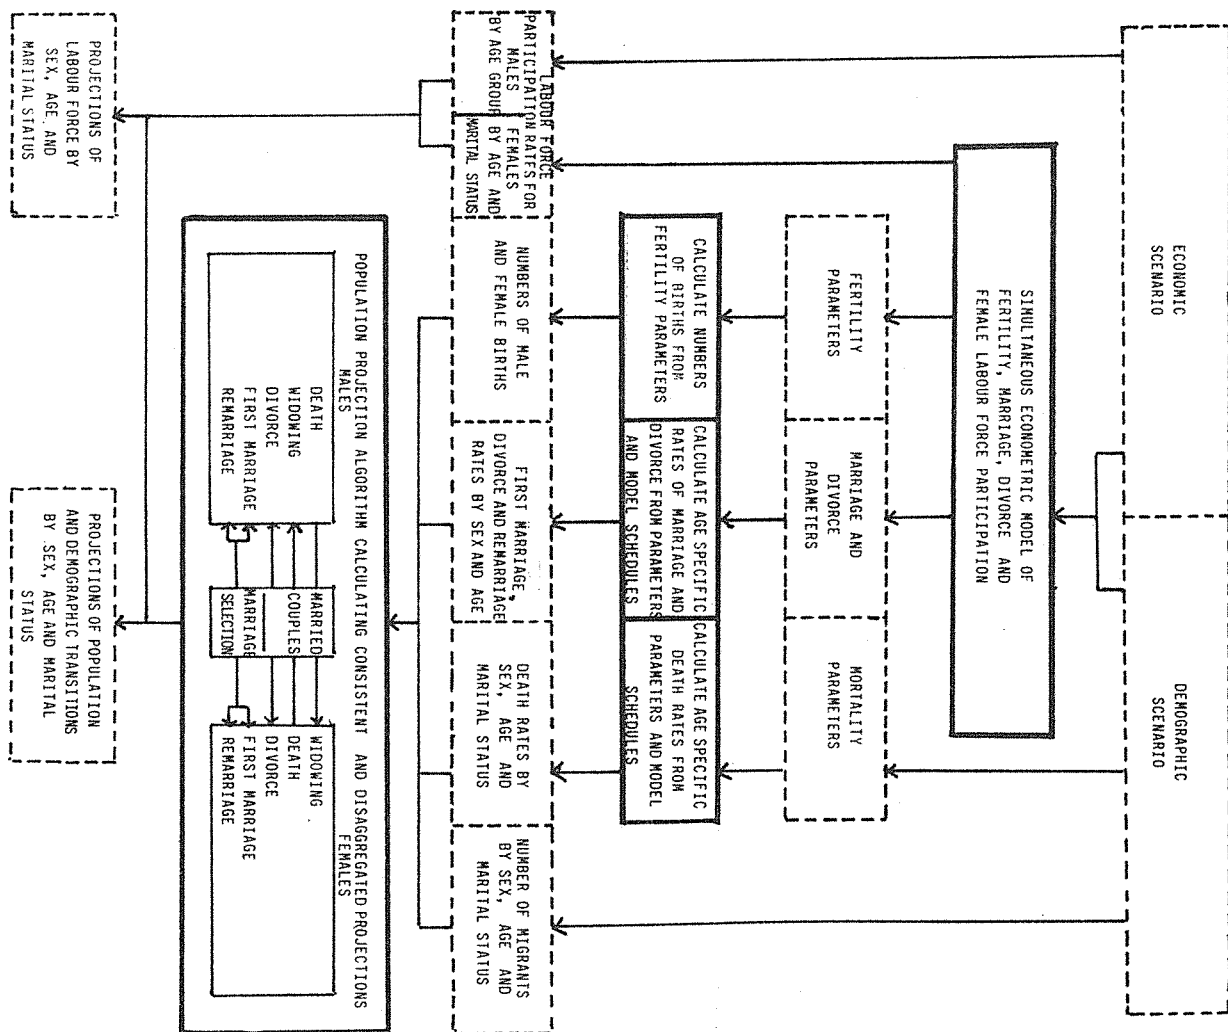 ECONOMIC
SCENARIO
DEMOGRAPHIC
SCENARIO
SIMULTANEOUS ECONOMETRIC MODEL OF
FERTILITY, MARRIAGE, DIVORCE AND
FEMALE LABOUR FORCE PARTICIPATION
FERTILITY
PARAMETERS
MARRIAGE AND
DIVORCE
PARAMETERS
MORTALITY
PARAMETERS
CALCULATE NUMBERS
OF BIRTHS FROM
FERTILITY PARAMETERS
CALCULATE AGE SPECIFIC
RATES OF MARRIAGE AND
DIVORCE FROM PARAMETERS
AND MODEL SCHEDULES
CALCULATE AGE SPECIFIC
DEATH RATES FROM
PARAMETERS AND MODEL
SCHEDULES
LABOUR FORCE
PARTICIPATION RATES FOR
MALES FEMALES
BY AGE GROUP BY AGE AND
MARITAL STATUS
NUMBERS OF MALE
AND FEMALE BIRTHS
FIRST MARRIAGE,
DIVORCE AND REMARRIAGE
RATES BY SEX AND AGE
DEATH RATES BY
SEX, AGE AND
MARITAL STATUS
NUMBER OF MIGRANTS
BY SEX, AGE AND
MARITAL STATUS
POPULATION PROJECTION ALGORITHM CALCULATING CONSISTENT AND DISAGGREGATED PROJECTIONS
MALES
FEMALES
DEATH
WIDOWING
DIVORCE
FIRST MARRIAGE
REMARRIAGE
MARRIED
COUPLES
MARRIAGE
SELECTION
WIDOWING
DEATH
DIVORCE
FIRST MARRIAGE
REMARRIAGE
PROJECTIONS OF
LABOUR FORCE BY
SEX, AGE, AND
MARITAL STATUS
PROJECTIONS OF POPULATION
AND DEMOGRAPHIC TRANSITIONS
BY SEX, AGE AND MARITAL
STATUS